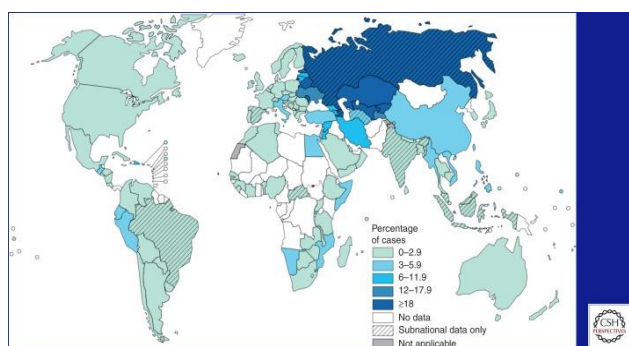 Percentage
of cases
0–2.9
3–5.9
6–11.9
12–17.9
≥18
No data
Subnational data only
Not applicable
CSH
PERSPECTIVES